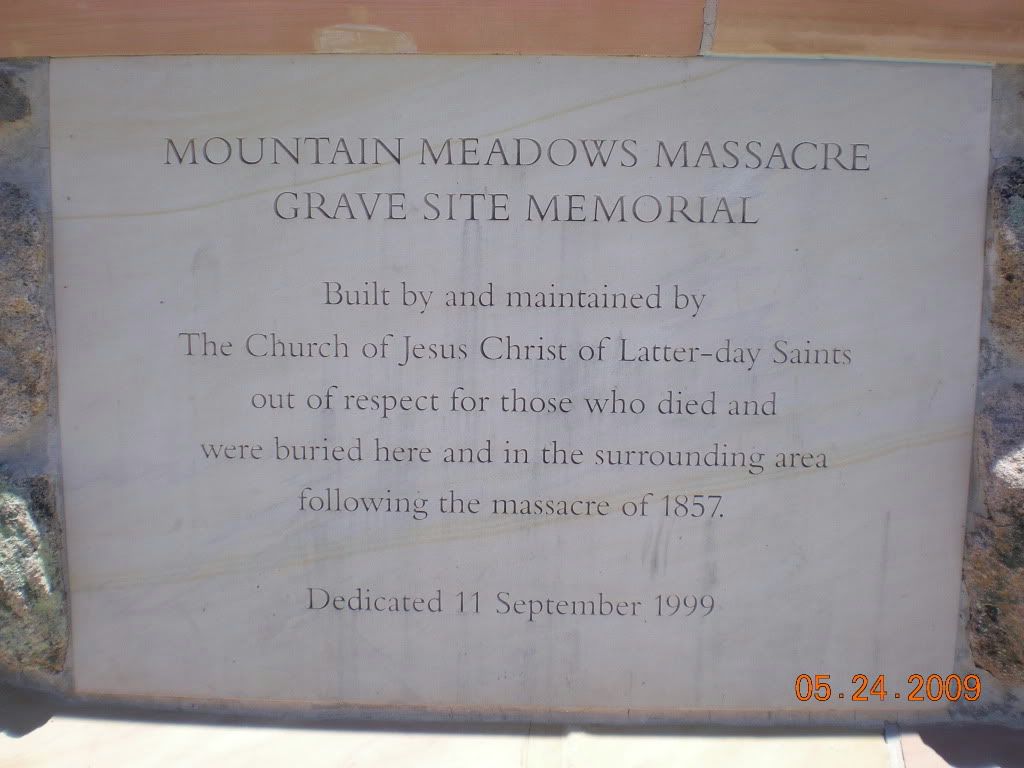 MOUNTAIN MEADOWS MASSACRE
GRAVE SITE MEMORIAL
Built by and maintained by
The Church of Jesus Christ of Latter-day Saints
out of respect for those who died and
were buried here and in the surrounding area
following the massacre of 1857.
Dedicated 11 September 1999
05.24.2009